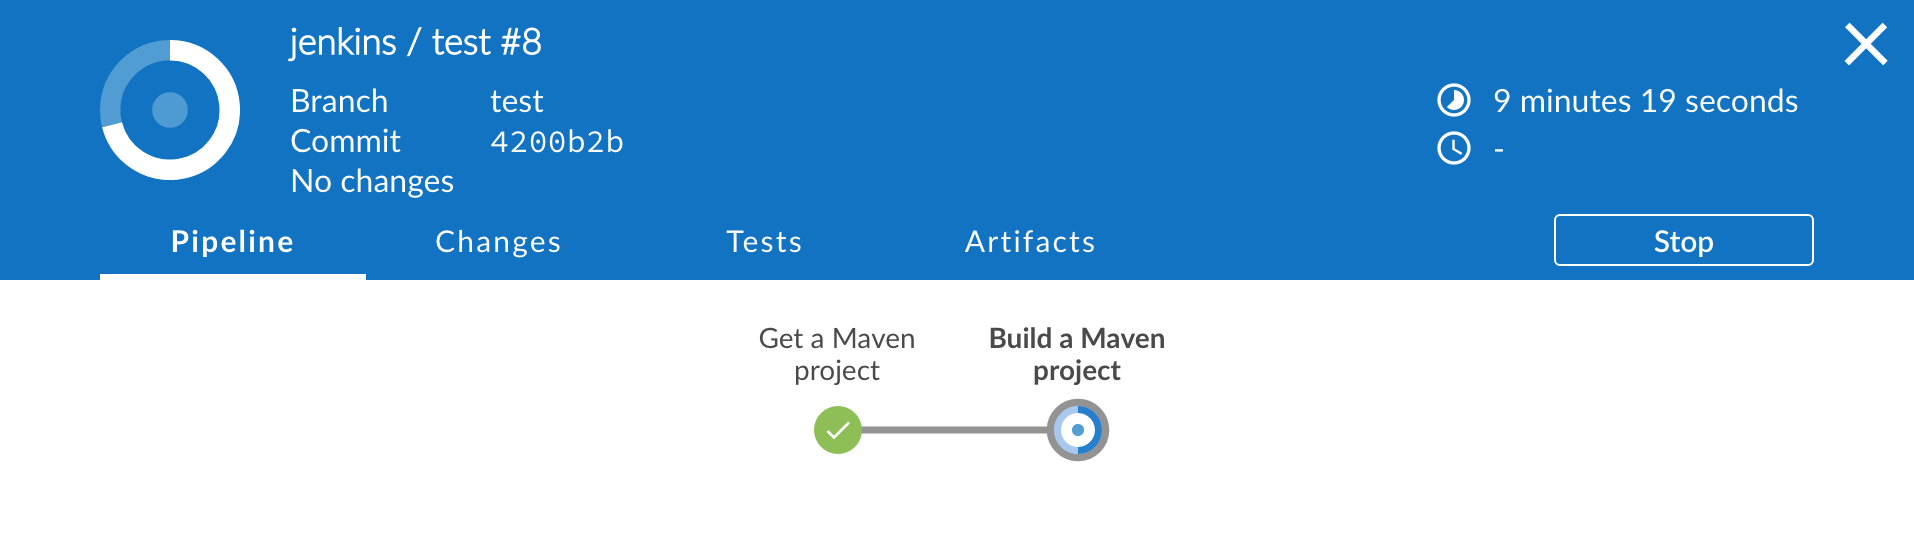 jenkins / test #8
Branch test
Commit 4200b2b
No changes
9 minutes 19 seconds
-
Pipeline Changes Tests Artifacts Stop
Get a Maven
project
Build a Maven
project